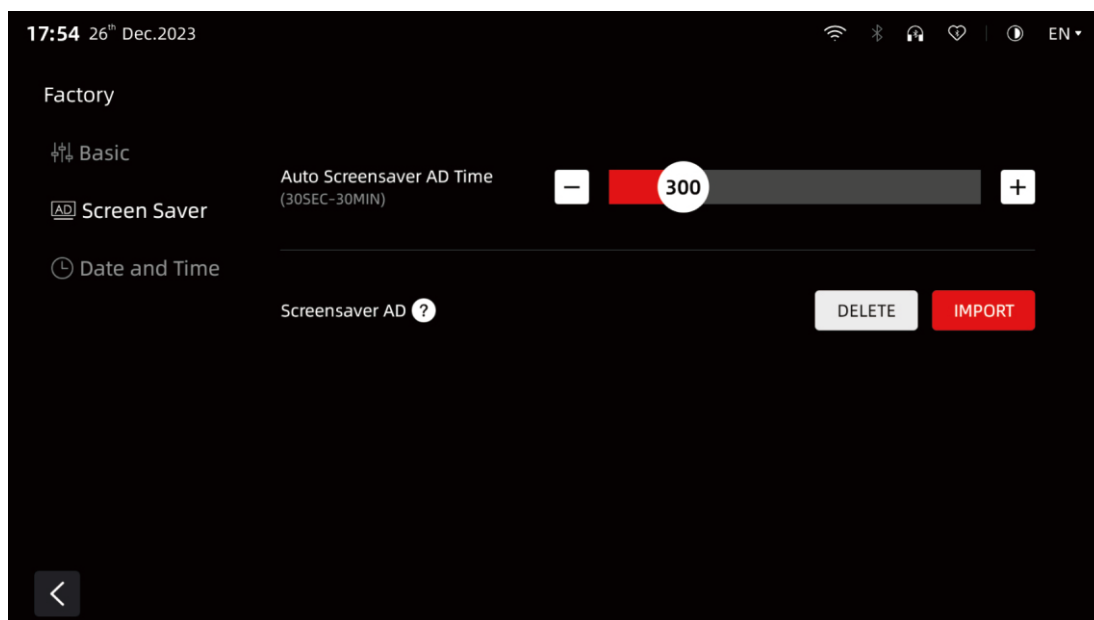 17:54 26th Dec.2023
EN
Factory
Basic
AD Screen Saver
Date and Time
Auto Screensaver AD Time
(30SEC-30MIN)
− 300 +
Screensaver AD ?
DELETE IMPORT